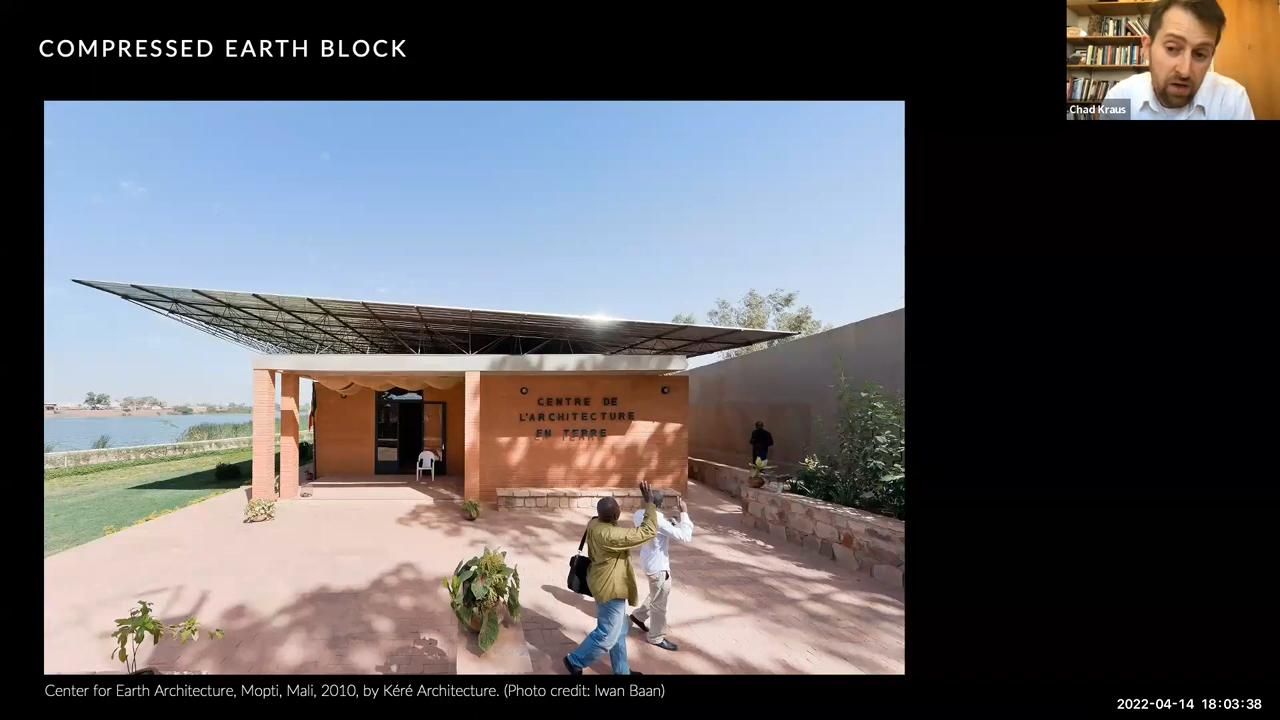 COMPRESSED EARTH BLOCK
Chad Kraus
CENTRE DE
L'ARCHITECTURE
EN TERRE
Center for Earth Architecture, Mopti, Mali, 2010, by Kéré Architecture. (Photo credit: Iwan Baan)
2022-04-14 18:03:38